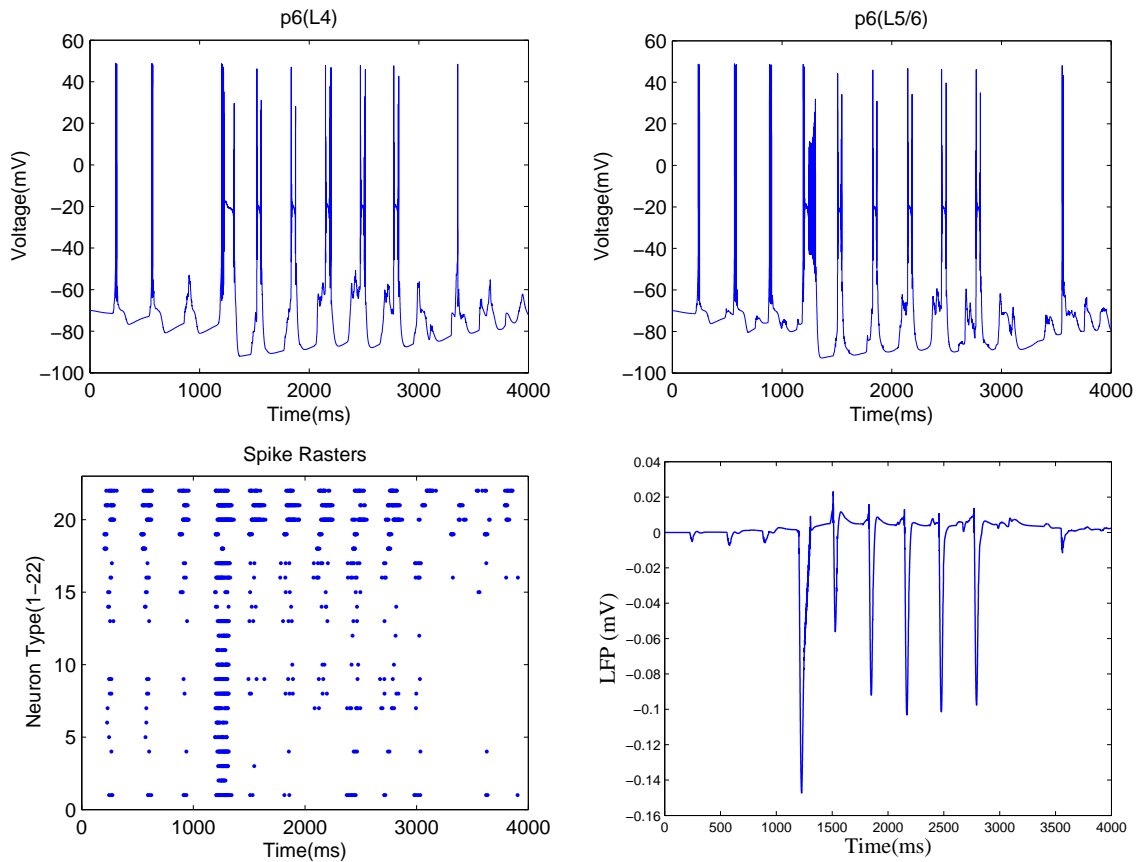 p6(L4)
60
40
20
0
−20
−40
−60
−80
−100
Voltage(mV)
0 1000 2000 3000 4000
Time(ms)
p6(L5/6)
60
40
20
0
−20
−40
−60
−80
−100
Voltage(mV)
0 1000 2000 3000 4000
Time(ms)
Spike Rasters
20
15
10
5
0
Neuron Type(1−22)
0 1000 2000 3000 4000
Time(ms)
0.04
0.02
0
−0.02
−0.04
−0.06
−0.08
−0.1
−0.12
−0.14
−0.16
LFP (mV)
0 500 1000 1500 2000 2500 3000 3500 4000
Time(ms)